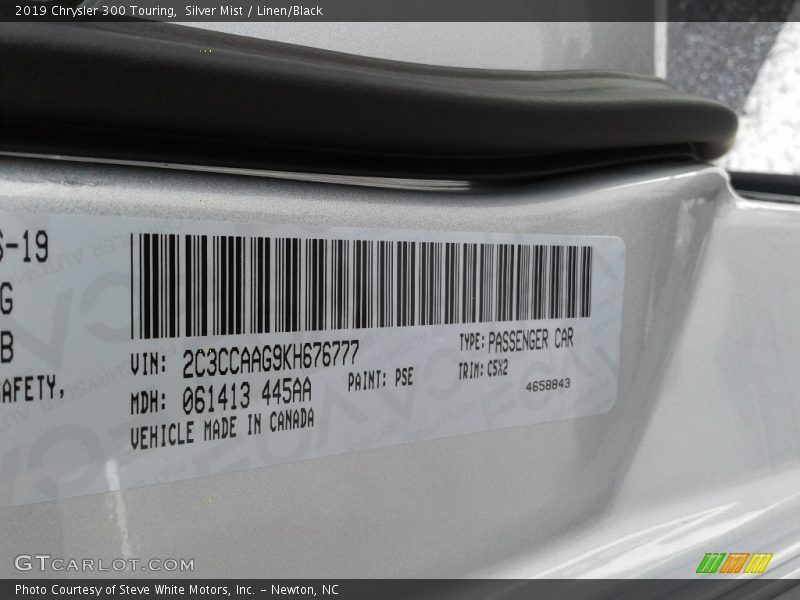 2019 Chrysler 300 Touring,  Silver Mist / Linen/Black
-19
G
B
AFETY,
VIN: 2C3CCAAG9KH676777
TYPE: PASSENGER CAR
MDH: 061413 445AA
PAINT: PSE
TRIM: C5X2
4658843
VEHICLE MADE IN CANADA
GTCARLOT.COM
Photo Courtesy of Steve White Motors, Inc. – Newton, NC